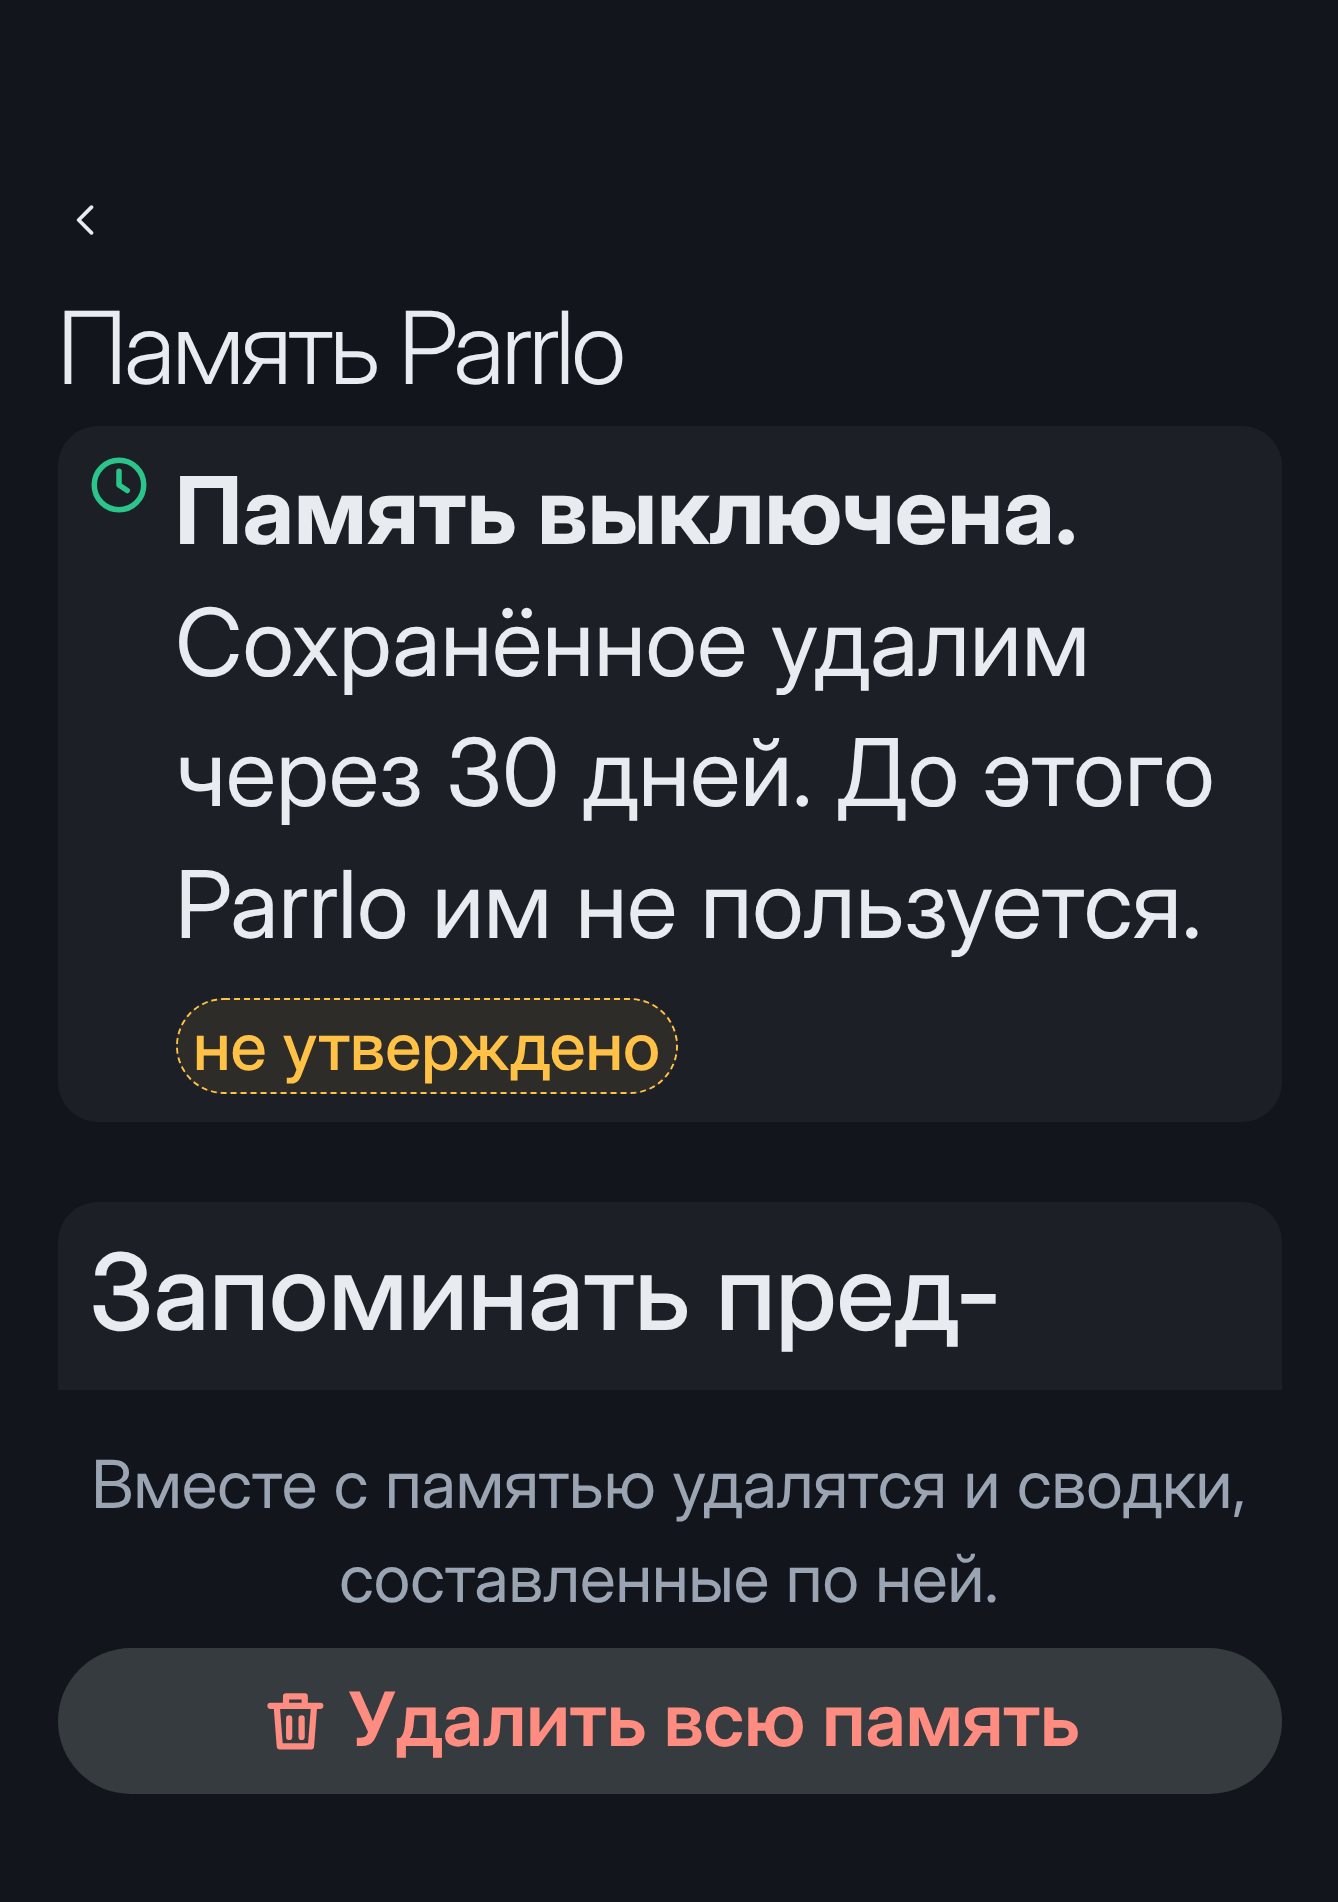 Память Parrlo
Память выключена.
Сохранённое удалим
через 30 дней. До этого
Parrlo им не пользуется.
не утверждено
Запоминать пред-
Вместе с памятью удалятся и сводки,
составленные по ней.
Удалить всю память